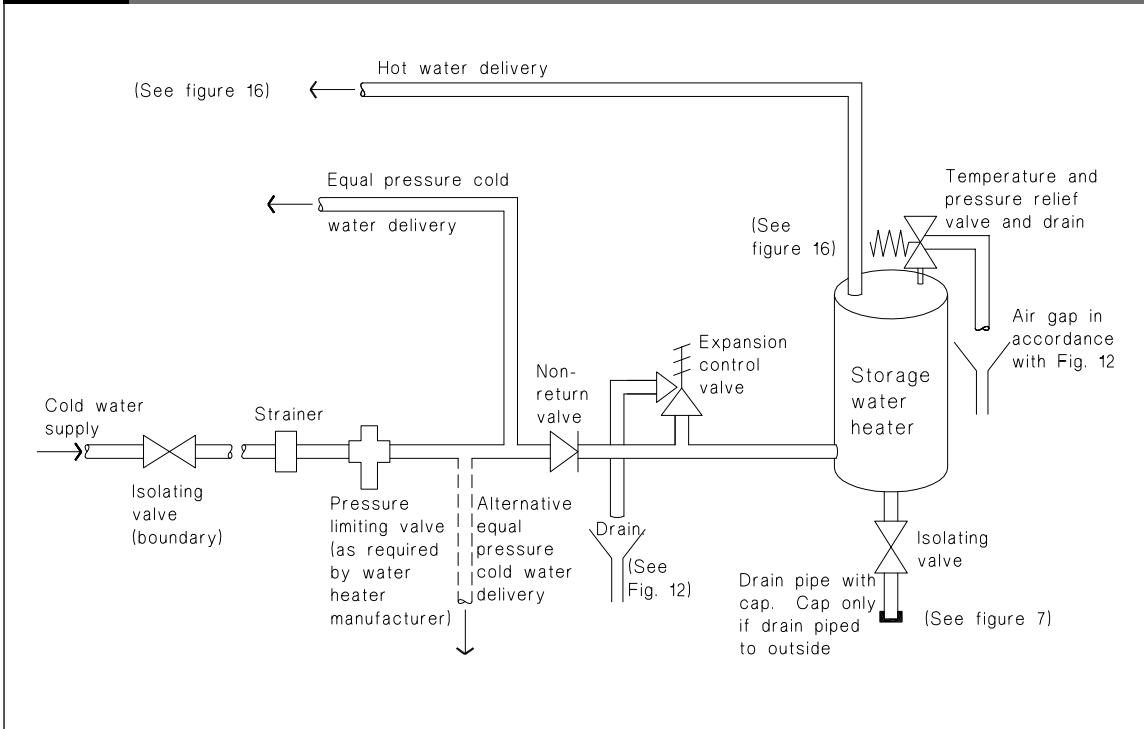 Hot water delivery
(See figure 16)
Equal pressure cold
water delivery
Temperature and
pressure relief
valve and drain
(See
figure 16)
Air gap in
accordance
with Fig. 12
Expansion
control
valve
Non-
return
valve
Storage
water
heater
Cold water
supply
Strainer
Isolating
valve
(boundary)
Pressure
limiting valve
(as required
by water
heater
manufacturer)
Alternative
equal
pressure
cold water
delivery
Drain
(See
Fig. 12)
Isolating
valve
Drain pipe with
cap. Cap only
if drain piped
to outside
(See figure 7)